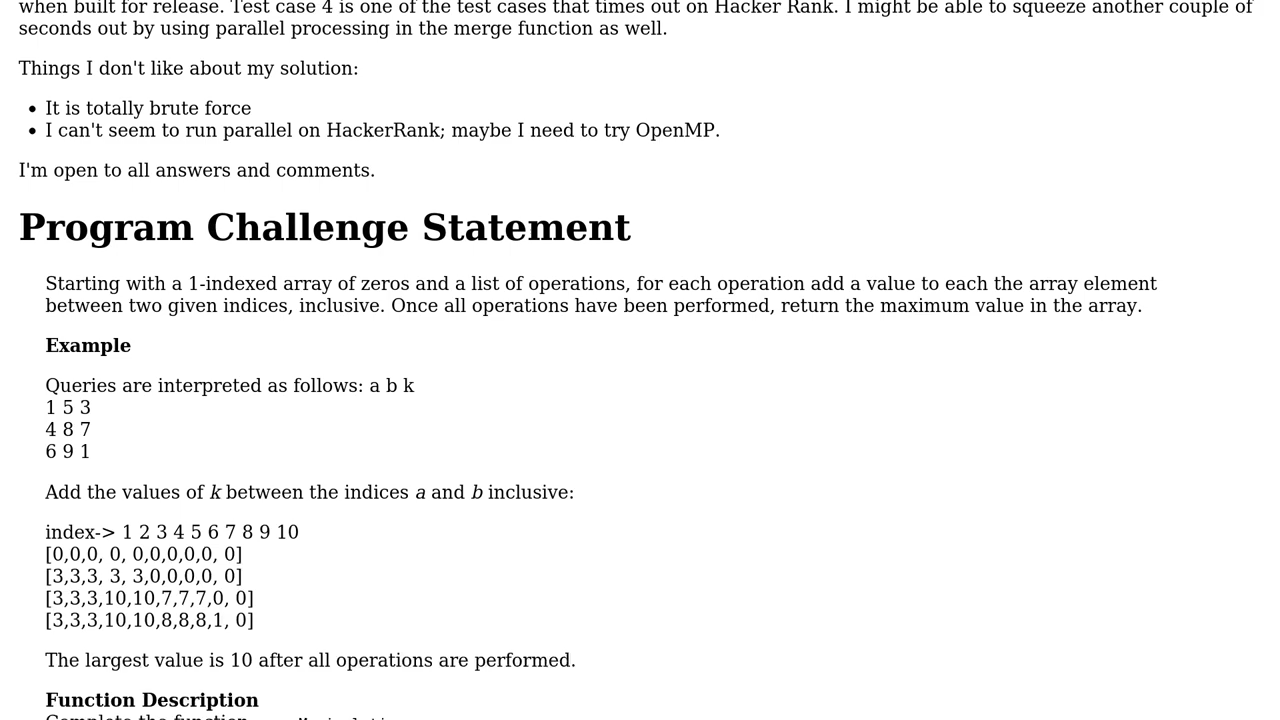 when built for release. Test case 4 is one of the test cases that times out on Hacker Rank. I might be able to squeeze another couple of
seconds out by using parallel processing in the merge function as well.
Things I don't like about my solution:
• It is totally brute force
• I can't seem to run parallel on HackerRank; maybe I need to try OpenMP.
I'm open to all answers and comments.
Program Challenge Statement
Starting with a 1-indexed array of zeros and a list of operations, for each operation add a value to each the array element
between two given indices, inclusive. Once all operations have been performed, return the maximum value in the array.
Example
Queries are interpreted as follows: a b k
1 5 3
4 8 7
6 9 1
Add the values of k between the indices a and b inclusive:
index-> 1 2 3 4 5 6 7 8 9 10
[0,0,0, 0, 0,0,0,0,0, 0]
[3,3,3, 3, 3,0,0,0,0, 0]
[3,3,3,10,10,7,7,7,0, 0]
[3,3,3,10,10,8,8,8,1, 0]
The largest value is 10 after all operations are performed.
Function Description
Complete the function